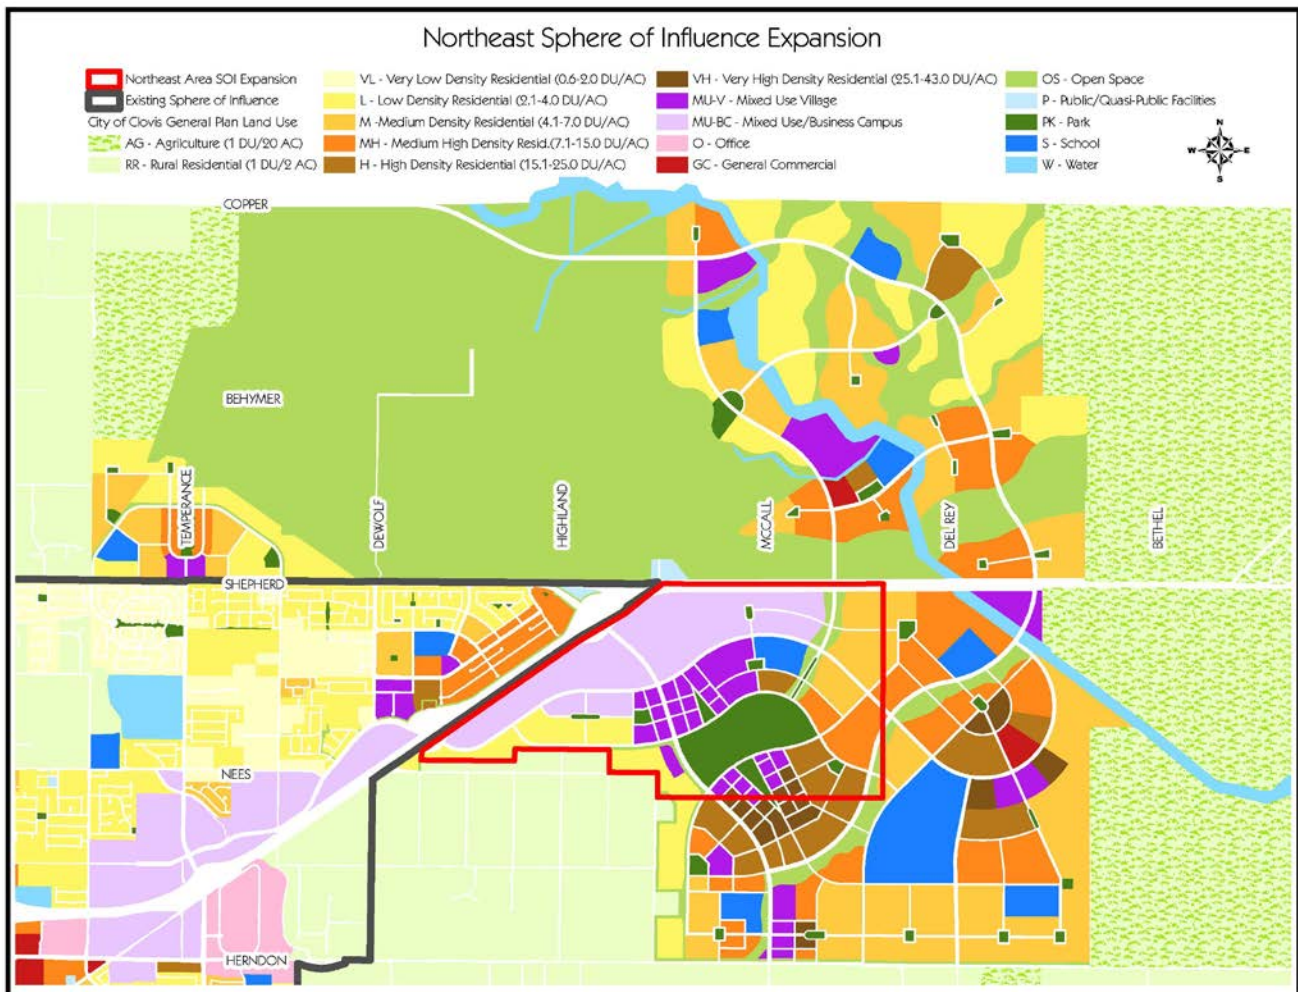 Northeast Sphere of Influence Expansion
Northeast Area SOI Expansion
Existing Sphere of Influence
City of Clovis General Plan Land Use
AG - Agriculture (1 DU/20 AC)
RR - Rural Residential (1 DU/2 AC)
VL - Very Low Density Residential (0.6-2.0 DU/AC)
L - Low Density Residential (2.1-4.0 DU/AC)
M -Medium Density Residential (4.1-7.0 DU/AC)
MH - Medium High Density Resid.(7.1-15.0 DU/AC)
H - High Density Residential (15.1-25.0 DU/AC)
VH - Very High Density Residential (25.1-43.0 DU/AC)
MU-V - Mixed Use Village
MU-BC - Mixed Use/Business Campus
O - Office
GC - General Commercial
OS - Open Space
P - Public/Quasi-Public Facilities
PK - Park
S - School
W - Water
N
W E
S
COPPER
BEHYMER
TEMPERANCE
DEWOLF
HIGHLAND
MCCALL
DEL REY
BETHEL
SHEPHERD
NEES
HERNDON